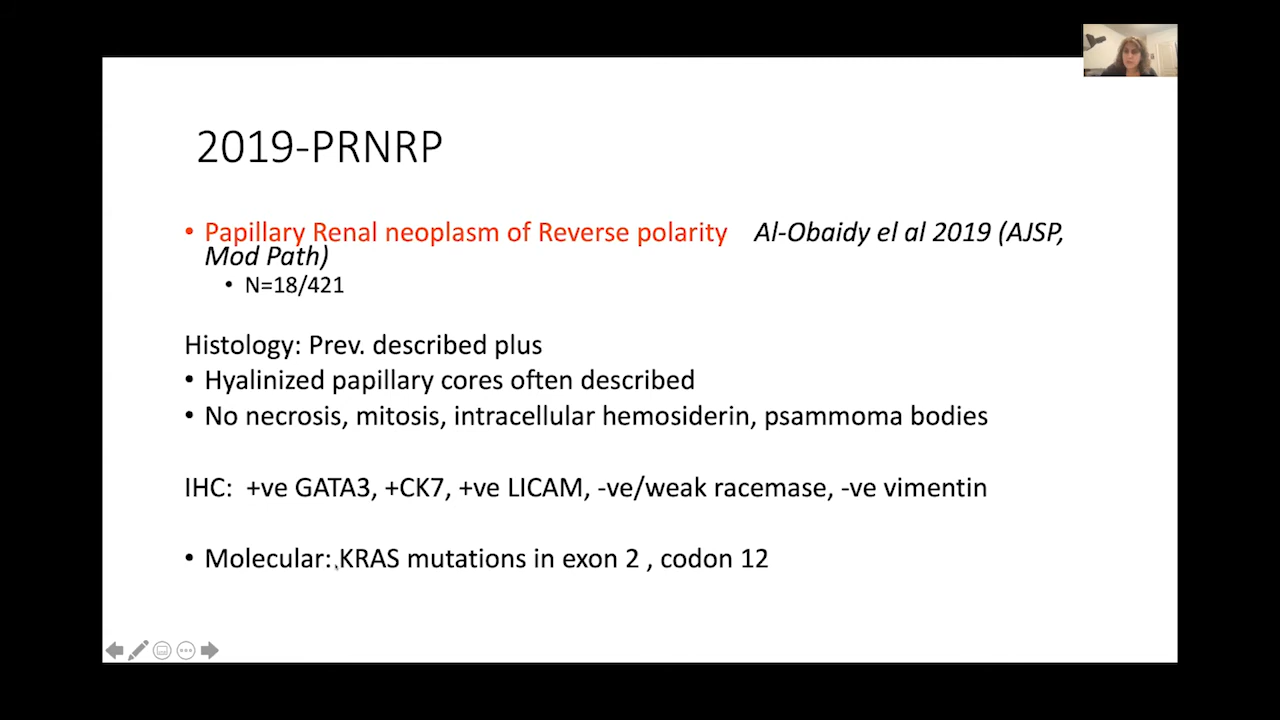 2019-PRNRP
• Papillary Renal neoplasm of Reverse polarity Al-Obaidy el al 2019 (AJSP,
Mod Path)
• N=18/421
Histology: Prev. described plus
• Hyalinized papillary cores often described
• No necrosis, mitosis, intracellular hemosiderin, psammoma bodies
IHC: +ve GATA3, +CK7, +ve LICAM, -ve/weak racemase, -ve vimentin
• Molecular: KRAS mutations in exon 2 , codon 12